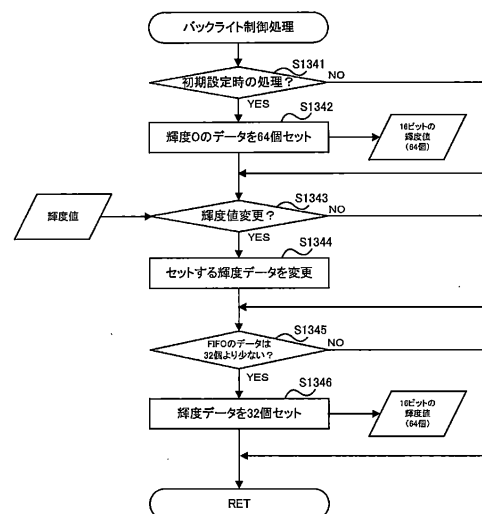 バックライト制御処理
S1341
初期設定時の処理?
NO
YES
S1342
輝度0のデータを64個セット
16ビットの
輝度値
(64個)
S1343
輝度値
輝度値変更?
NO
YES
S1344
セットする輝度データを変更
S1345
FIFOのデータは
32個より少ない?
NO
YES
S1346
輝度データを32個セット
16ビットの
輝度値
(64個)
RET